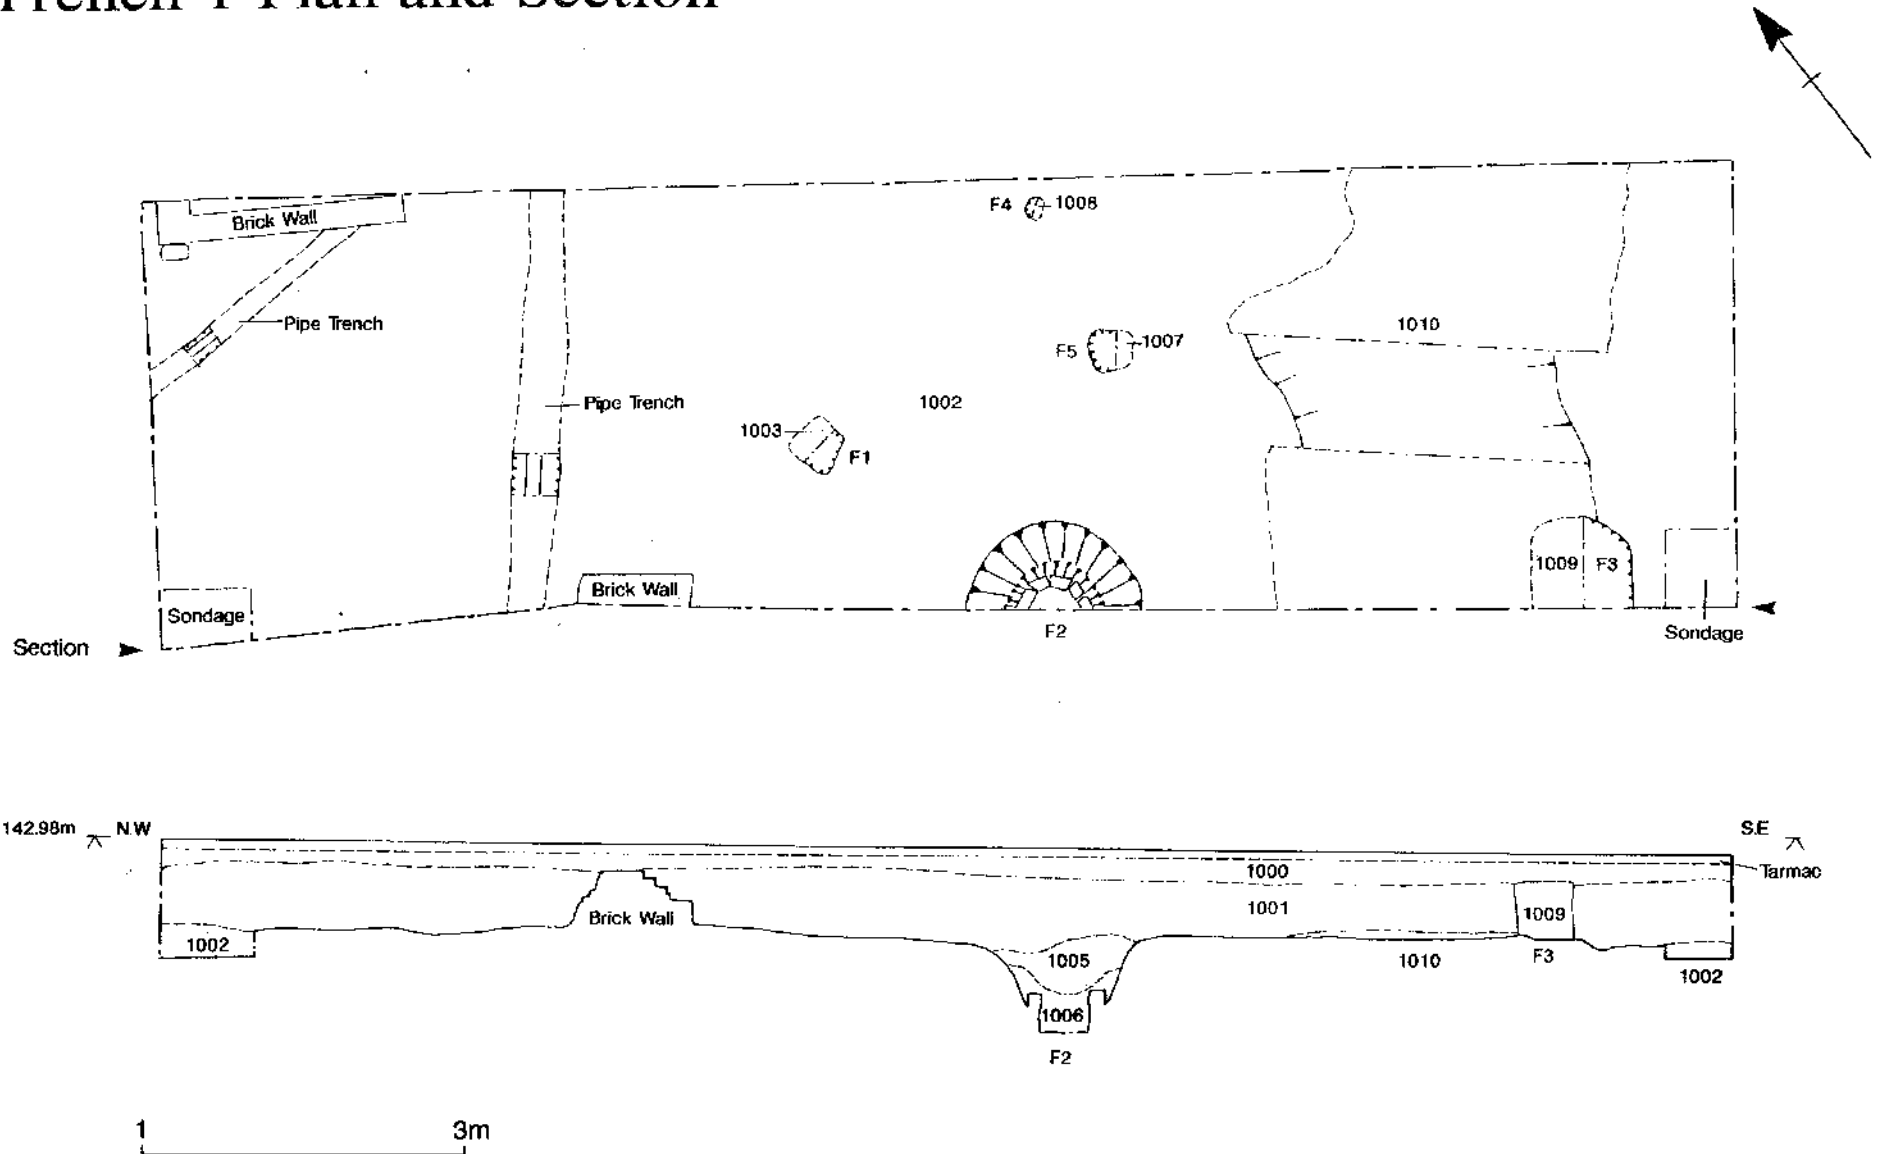 Trench 1 Plan and Section
Brick Wall
F4 1008
Pipe Trench
1010
F5 1007
Pipe Trench
1002
1003
F1
1009 F3
Brick Wall
Sondage
F2
Sondage
Section
142.98m N.W
S.E
1000
Tarmac
1001
1009
Brick Wall
1002
1005
1010
F3
1002
1006
F2
1 3m